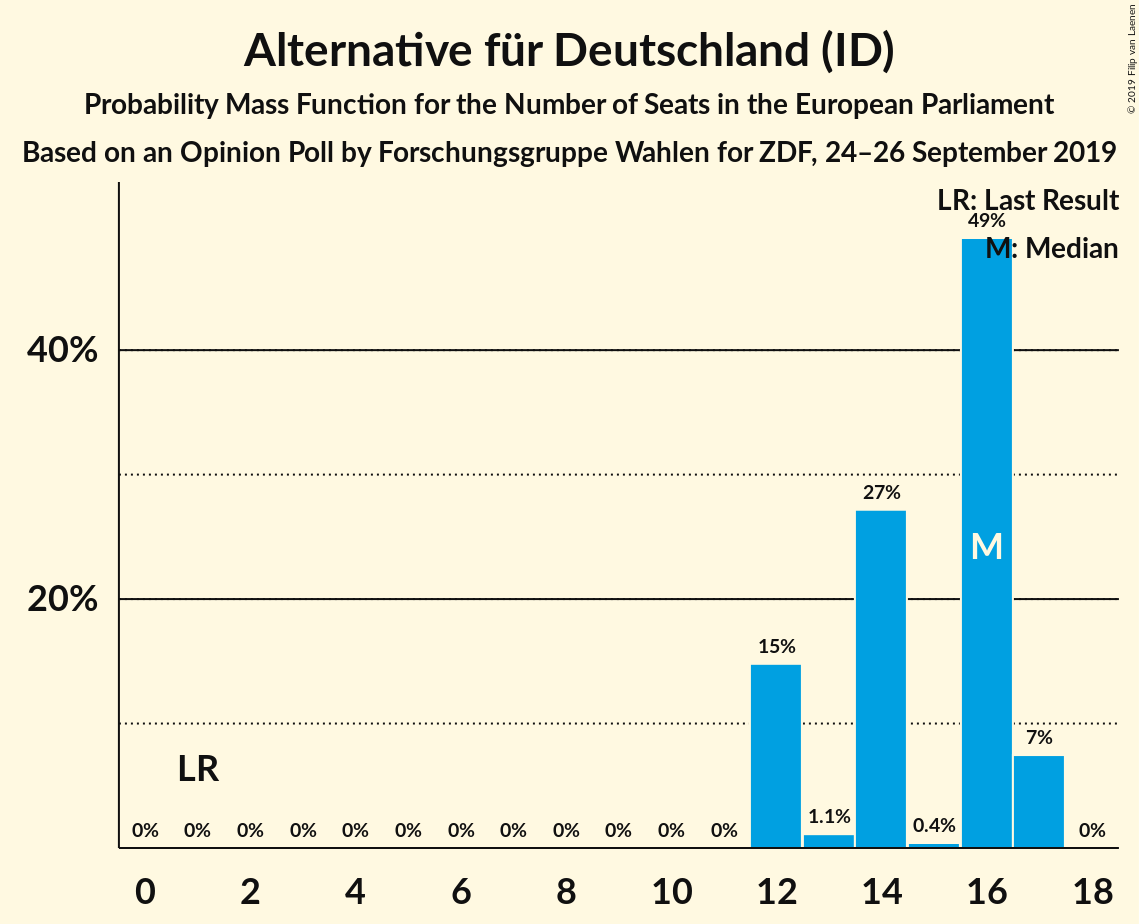 Alternative für Deutschland (ID)
Probability Mass Function for the Number of Seats in the European Parliament
Based on an Opinion Poll by Forschungsgruppe Wahlen for ZDF, 24–26 September 2019
© 2019 Filip van Laenen
LR: Last Result
49%
M: Median
40%
27%
M
20%
15%
7%
LR
0% 0% 0% 0% 0% 0% 0% 0% 0% 0% 0% 0% 1.1% 0.4% 0%
0 2 4 6 8 10 12 14 16 18